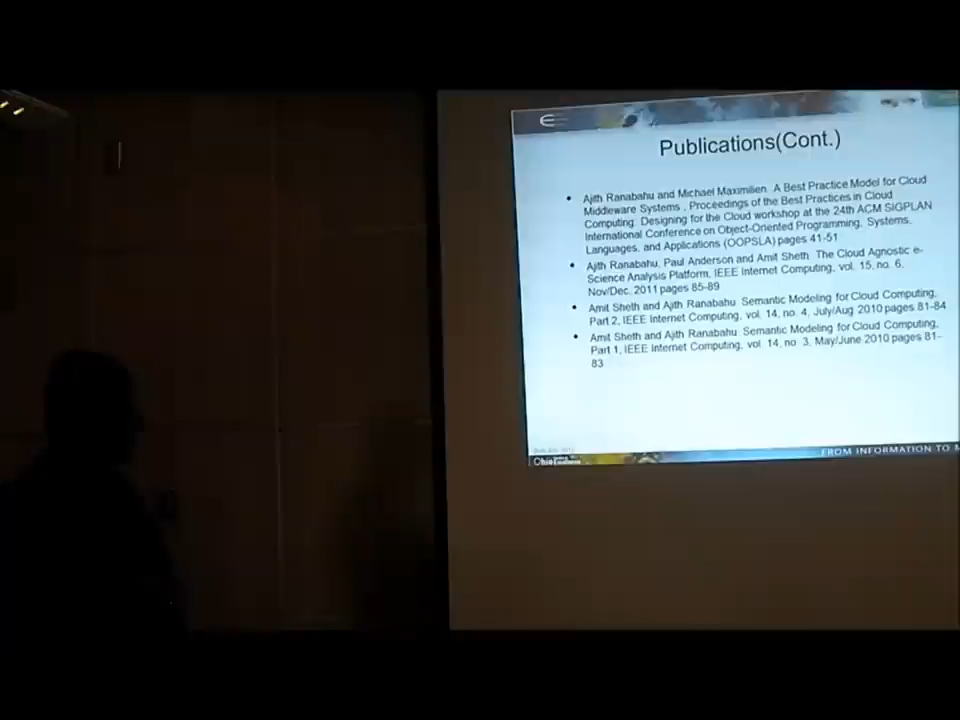 Publications(Cont.)
• Ajith Ranabahu and Michael Maximilien. A Best Practice Model for Cloud
Middleware Systems , Proceedings of the Best Practices in Cloud
Computing: Designing for the Cloud workshop at the 24th ACM SIGPLAN
International Conference on Object-Oriented Programming, Systems,
Languages, and Applications (OOPSLA) pages 41-51
• Ajith Ranabahu, Paul Anderson and Amit Sheth. The Cloud Agnostic e-
Science Analysis Platform, IEEE Internet Computing, vol. 15, no. 6,
Nov/Dec. 2011 pages 85-89
• Amit Sheth and Ajith Ranabahu. Semantic Modeling for Cloud Computing,
Part 2, IEEE Internet Computing, vol. 14, no. 4, July/Aug 2010 pages 81-84
• Amit Sheth and Ajith Ranabahu. Semantic Modeling for Cloud Computing,
Part 1, IEEE Internet Computing, vol. 14, no. 3, May/June 2010 pages 81-
83
FROM INFORMATION TO M